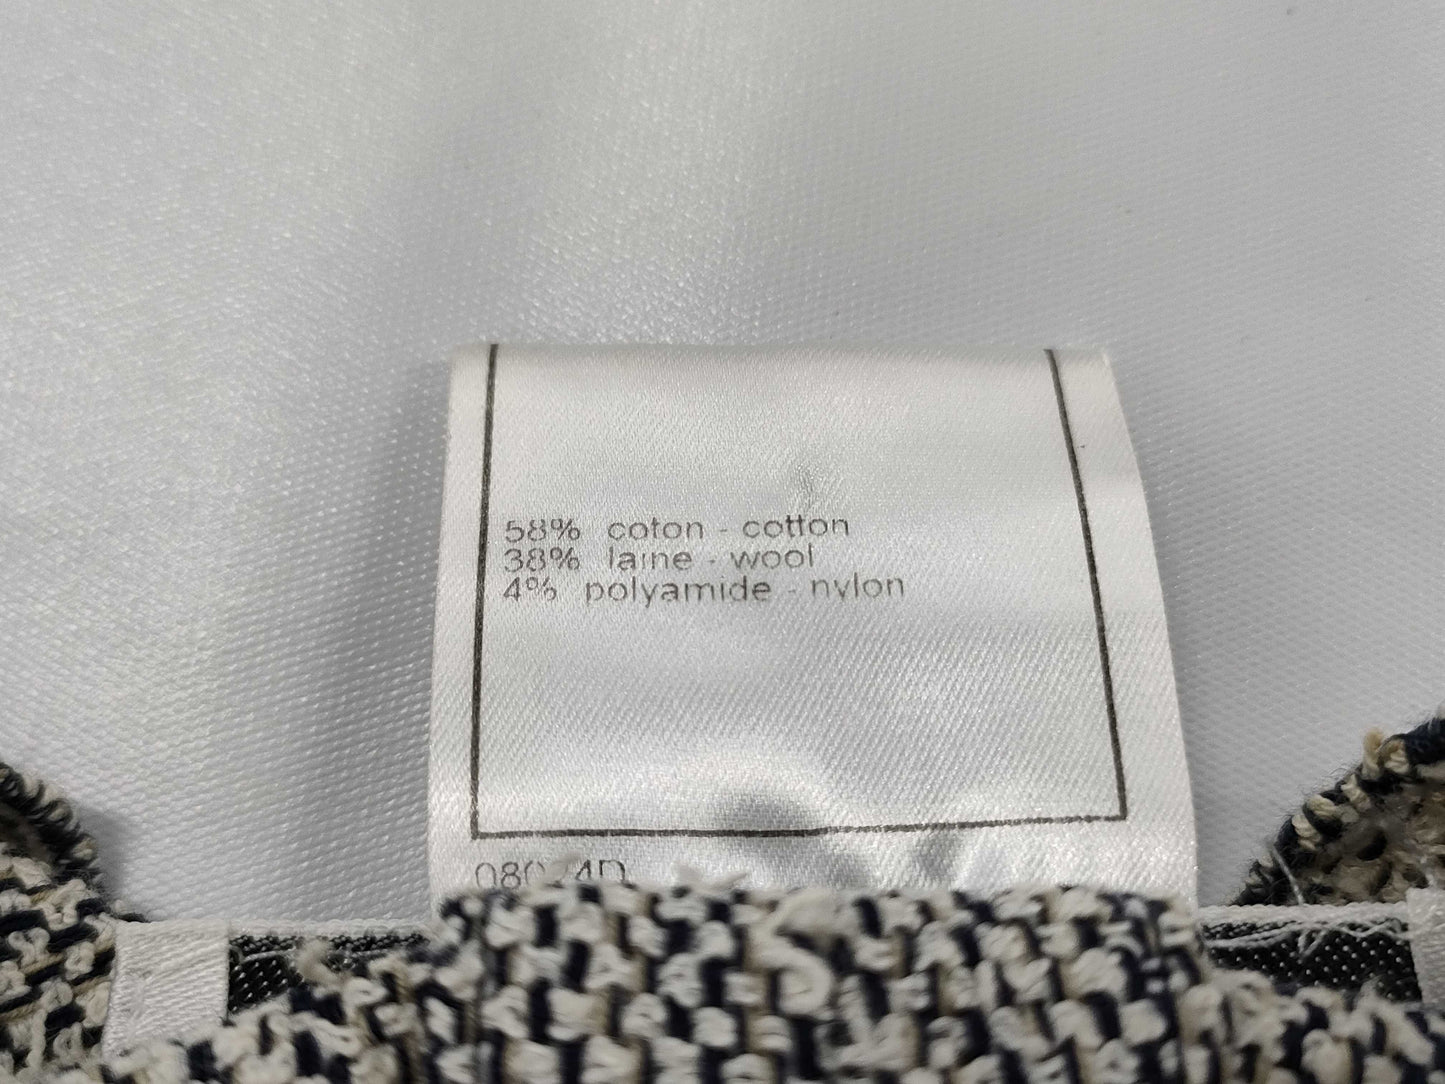 58% coton - cotton
38% laine - wool
4% polyamide - nylon